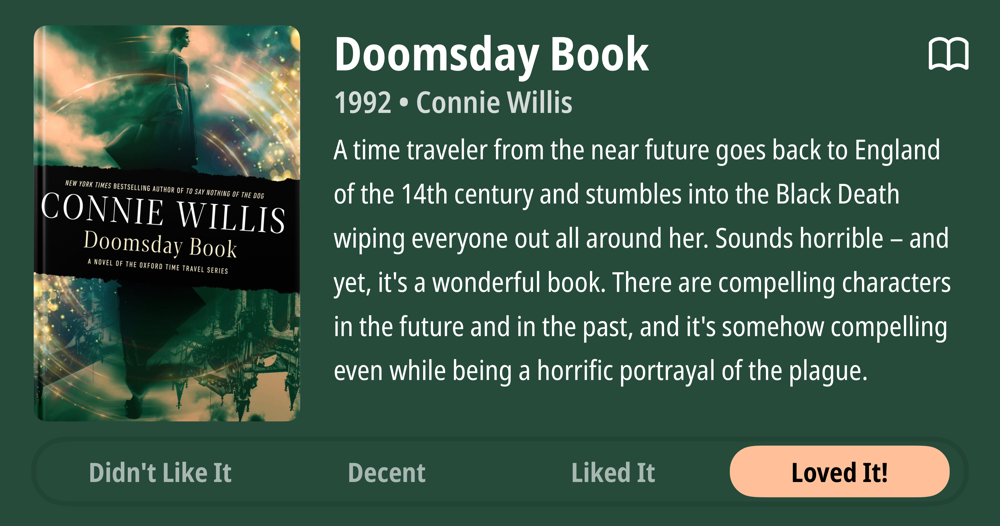 Doomsday Book
1992 • Connie Willis
A time traveler from the near future goes back to England
of the 14th century and stumbles into the Black Death
wiping everyone out all around her. Sounds horrible – and
yet, it's a wonderful book. There are compelling characters
in the future and in the past, and it's somehow compelling
even while being a horrific portrayal of the plague.
NEW YORK TIMES BESTSELLING AUTHOR OF TO SAY NOTHING OF THE DOG
CONNIE WILLIS
Doomsday Book
A NOVEL OF THE OXFORD TIME TRAVEL SERIES
Didn't Like It
Decent
Liked It
Loved It!